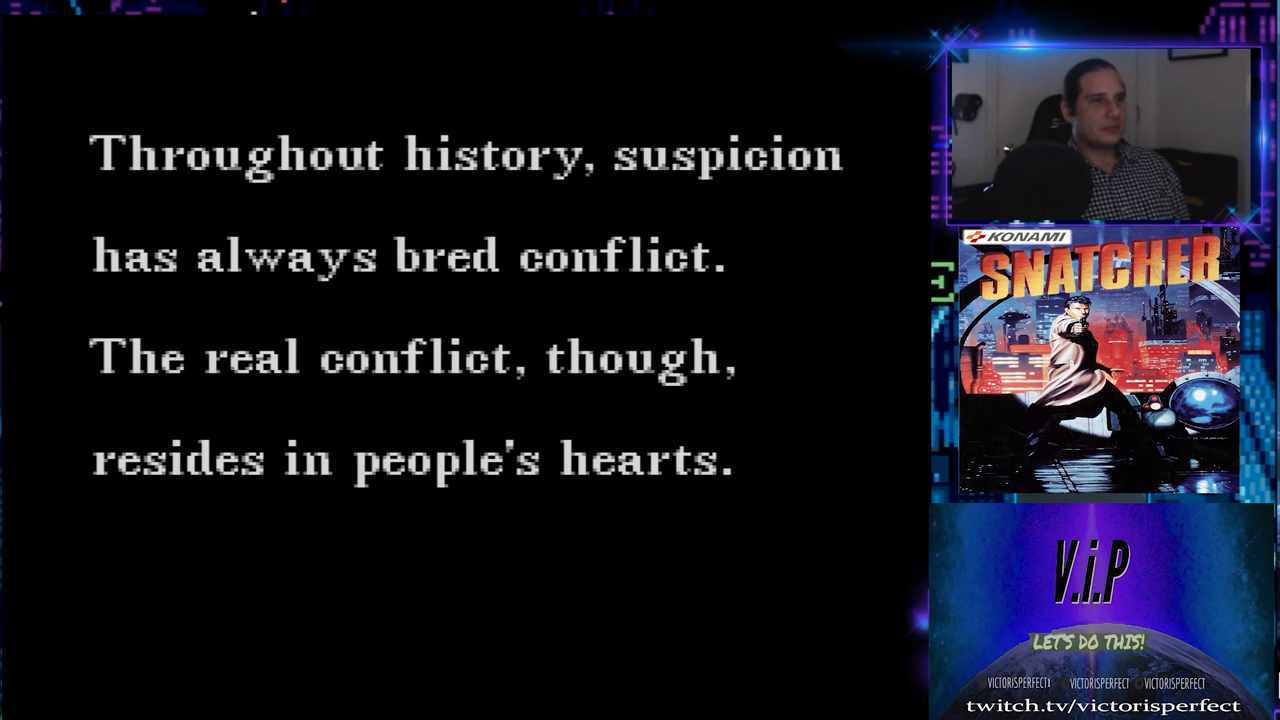 Throughout history, suspicion
has always bred conflict.
The real conflict, though,
resides in people's hearts.
KONAMI
SNATCHER
V.i.P
LET'S DO THIS!
VICTORISPERFECT1 VICTORISPERFECT VICTORISPERFECT
twitch.tv/victorisperfect